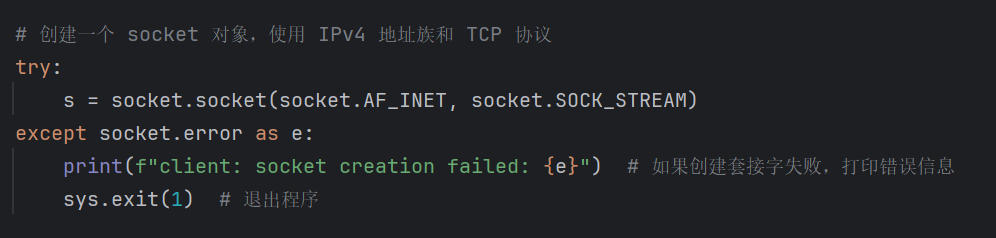 # 创建一个 socket 对象，使用 IPv4 地址族和 TCP 协议
try:
    s = socket.socket(socket.AF_INET, socket.SOCK_STREAM)
except socket.error as e:
    print(f"client: socket creation failed: {e}")  # 如果创建套接字失败，打印错误信息
    sys.exit(1)  # 退出程序